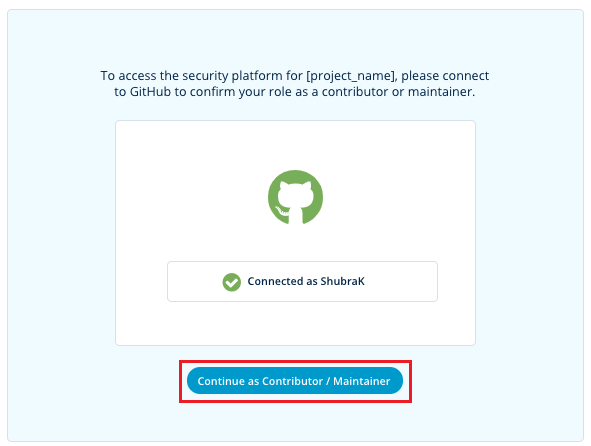 To access the security platform for [project_name], please connect
to GitHub to confirm your role as a contributor or maintainer.
Connected as ShubraK
Continue as Contributor / Maintainer